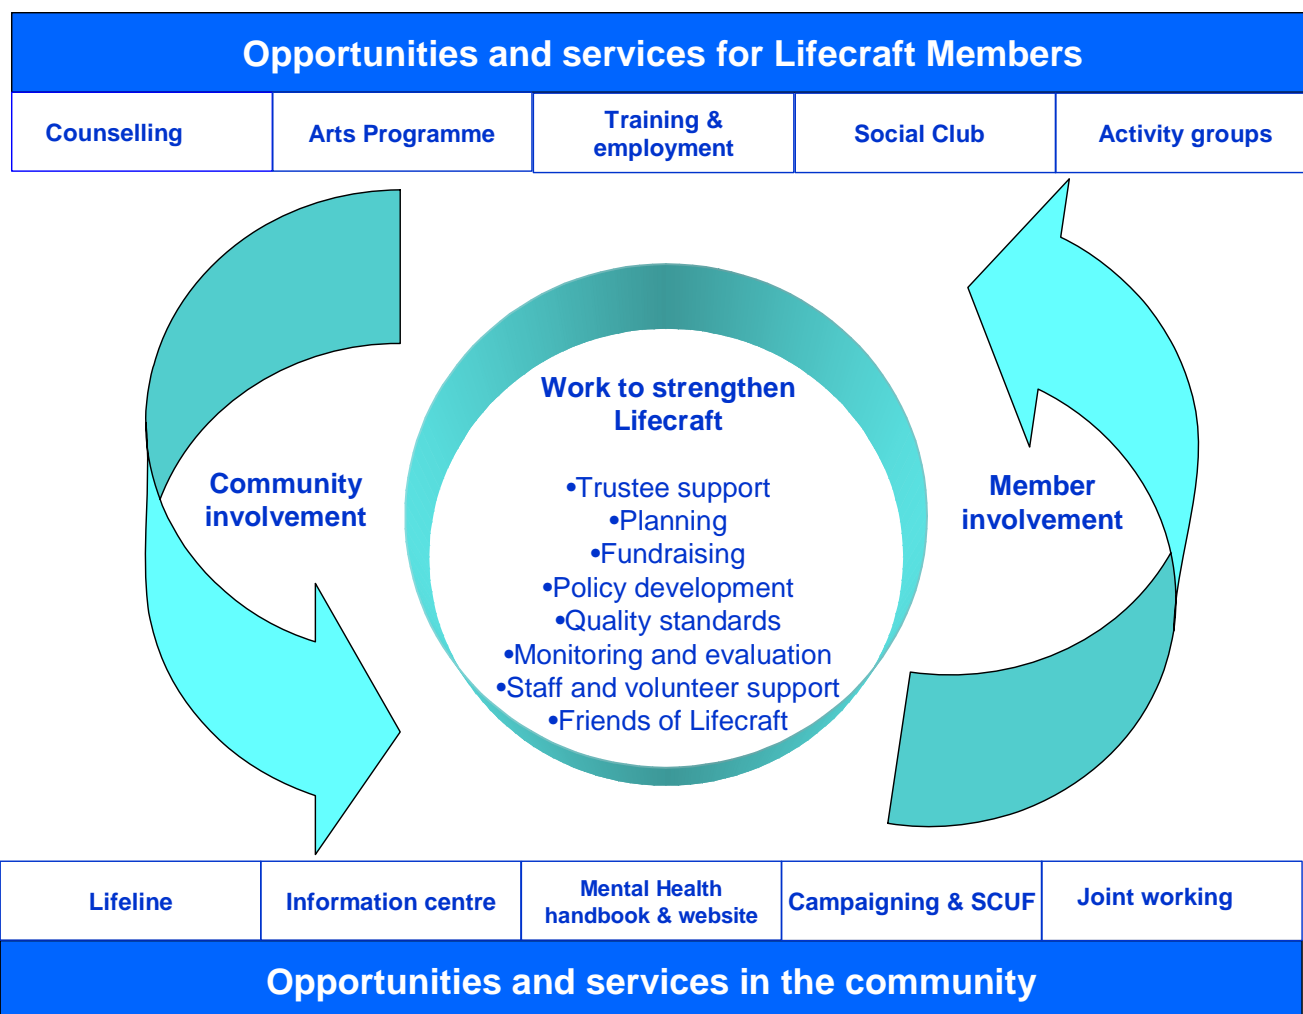 Opportunities and services for Lifecraft Members
Counselling
Arts Programme
Training &
employment
Social Club
Activity groups
Work to strengthen
Lifecraft
•Trustee support
•Planning
•Fundraising
•Policy development
•Quality standards
•Monitoring and evaluation
•Staff and volunteer support
•Friends of Lifecraft
Community
involvement
Member
involvement
Lifeline
Information centre
Mental Health
handbook & website
Campaigning & SCUF
Joint working
Opportunities and services in the community